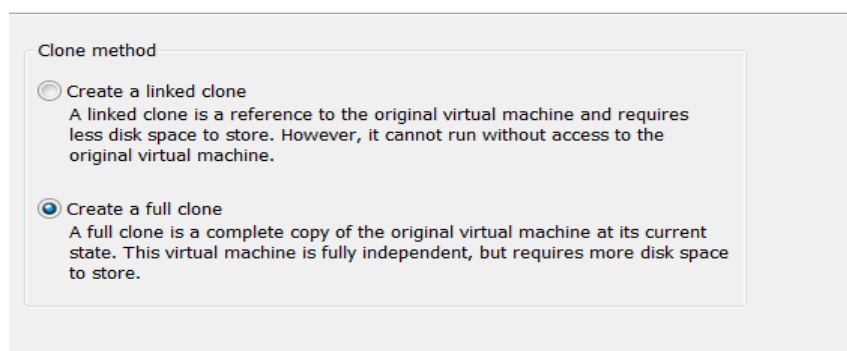 Clone method
Create a linked clone
A linked clone is a reference to the original virtual machine and requires
less disk space to store. However, it cannot run without access to the
original virtual machine.
Create a full clone
A full clone is a complete copy of the original virtual machine at its current
state. This virtual machine is fully independent, but requires more disk space
to store.